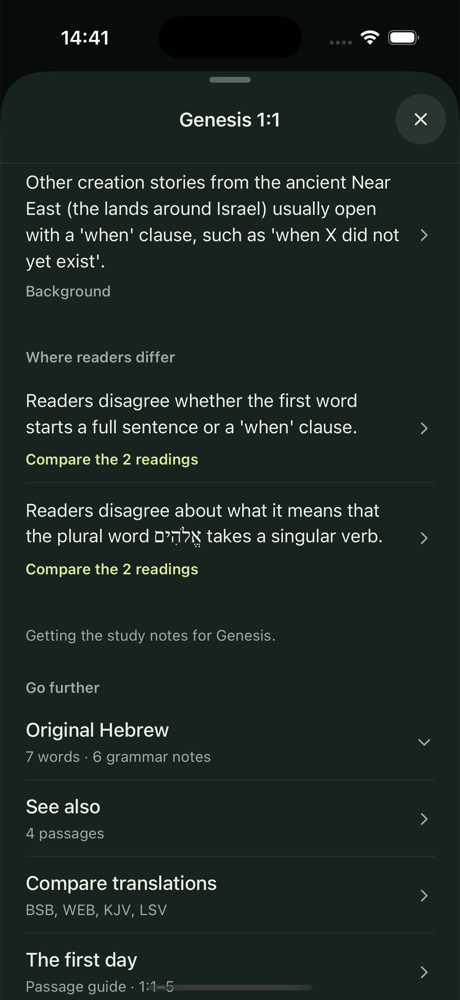 14:41
Genesis 1:1
Other creation stories from the ancient Near
East (the lands around Israel) usually open
with a 'when' clause, such as 'when X did not
yet exist'.
Background
Where readers differ
Readers disagree whether the first word
starts a full sentence or a 'when' clause.
Compare the 2 readings
Readers disagree about what it means that
the plural word אֱלֹהִים takes a singular verb.
Compare the 2 readings
Getting the study notes for Genesis.
Go further
Original Hebrew
7 words · 6 grammar notes
See also
4 passages
Compare translations
BSB, WEB, KJV, LSV
The first day
Passage guide · 1:1–5